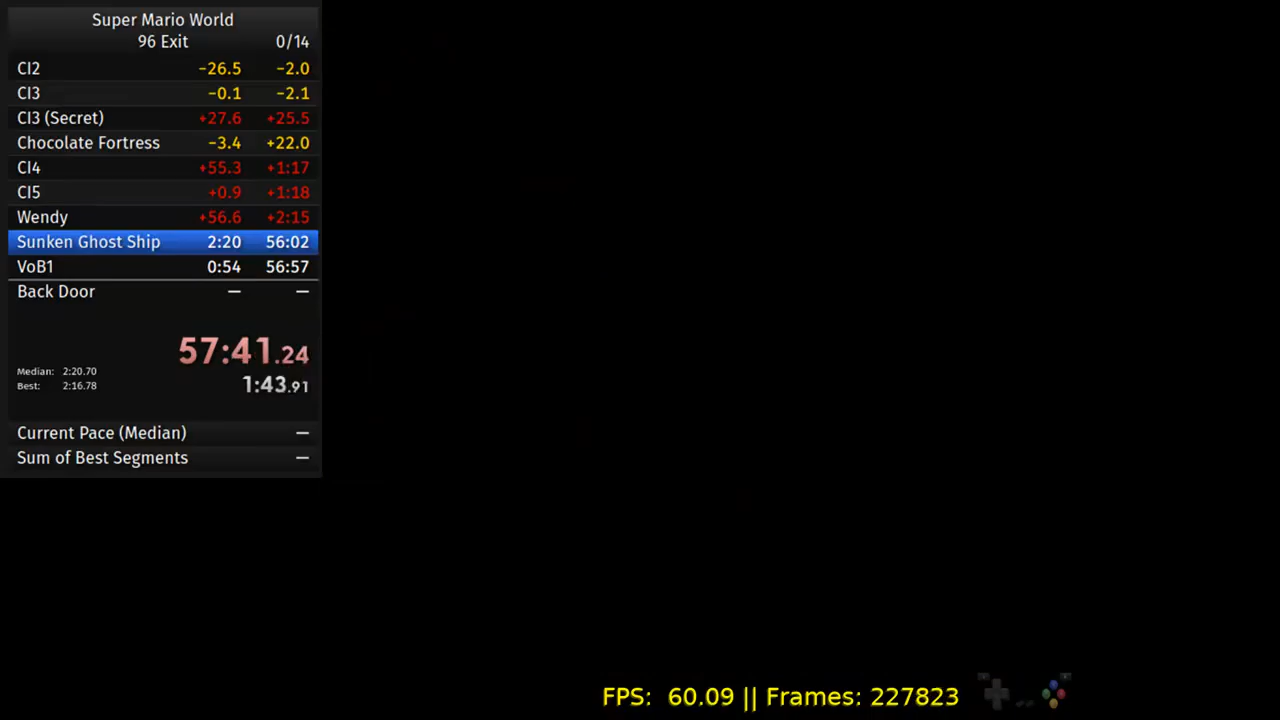 Super Mario World
96 Exit 0/14
CI2 −26.5 −2.0
CI3 −0.1 −2.1
CI3 (Secret) +27.6 +25.5
Chocolate Fortress −3.4 +22.0
CI4 +55.3 +1:17
CI5 +0.9 +1:18
Wendy +56.6 +2:15
Sunken Ghost Ship 2:20 56:02
VoB1 0:54 56:57
Back Door — —
57:41.24
Median: 2:20.70
Best: 2:16.78
1:43.91
Current Pace (Median) —
Sum of Best Segments —
FPS: 60.09 || Frames: 227823